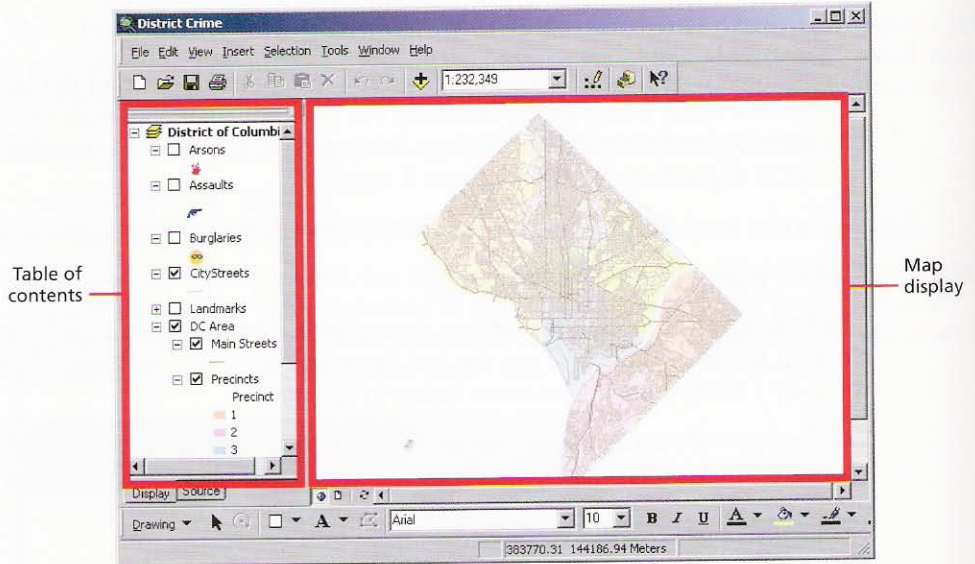 District Crime
File Edit View Insert Selection Tools Window Help
1:232,349
District of Columbi
Arsons
Assaults
Burglaries
CityStreets
Landmarks
DC Area
Main Streets
Precincts
Precinct
1
2
3
Table of
contents
Map
display
Display Source
Drawing A Arial 10 B I U A
383770.31 144186.94 Meters